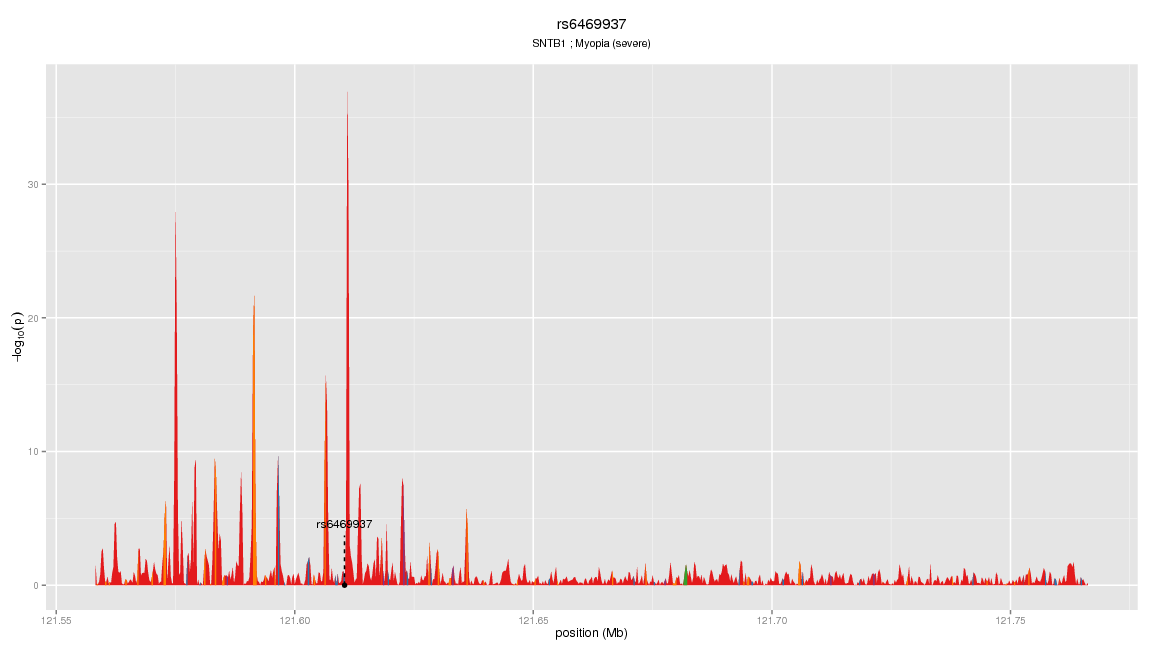 rs6469937
SNTB1 ; Myopia (severe)
−log10(p)
30
20
10
0
rs6469937
121.55
121.60
121.65
121.70
121.75
position (Mb)